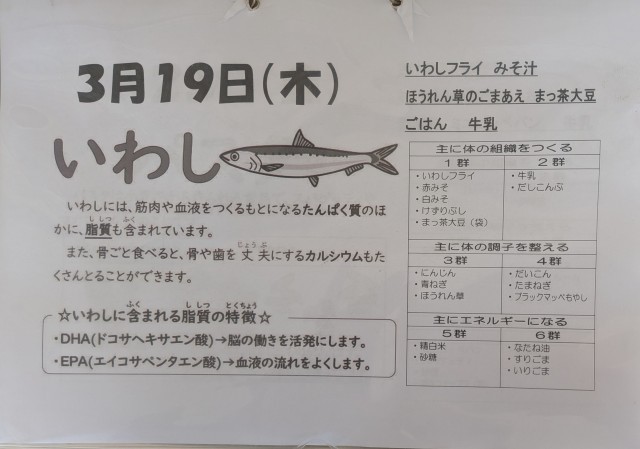 3月19日(木)
いわし
いわしには、筋肉や血液をつくるもとになるたんぱく質のほ
かに、脂質も含まれています。
また、骨ごと食べると、骨や歯を丈夫にするカルシウムもた
くさんとることができます。
☆いわしに含まれる脂質の特徴☆
・DHA(ドコサヘキサエン酸)→脳の働きを活発にします。
・EPA(エイコサペンタエン酸)→血液の流れをよくします。
いわしフライ みそ汁
ほうれん草のごまあえ まっ茶大豆
ごはん 牛乳
主に体の組織をつくる
1群 2群
・いわしフライ ・牛乳
・赤みそ ・だしこんぶ
・白みそ
・けずりぶし
・まっ茶大豆(袋)
主に体の調子を整える
3群 4群
・にんじん ・だいこん
・青ねぎ ・たまねぎ
・ほうれん草 ・ブラックマッペもやし
主にエネルギーになる
5群 6群
・精白米 ・なたね油
・砂糖 ・すりごま
・いりごま